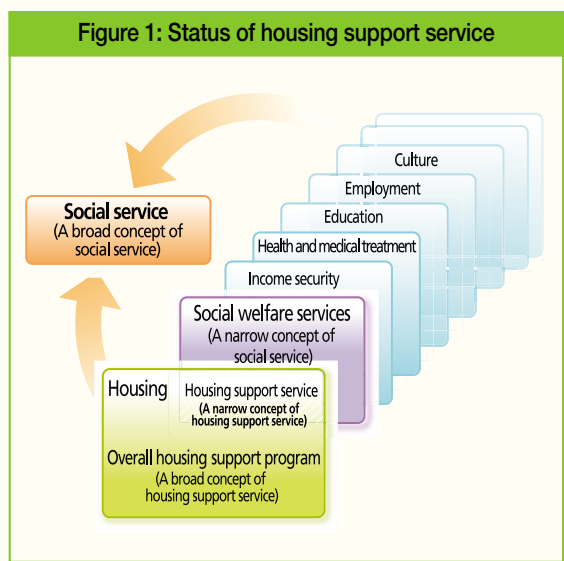 Figure 1: Status of housing support service
Culture
Employment
Education
Health and medical treatment
Income security
Social service
(A broad concept of
social service)
Social welfare services
(A narrow concept of
social service)
Housing
Housing support service
(A narrow concept of
housing support service)
Overall housing support program
(A broad concept of
housing support service)